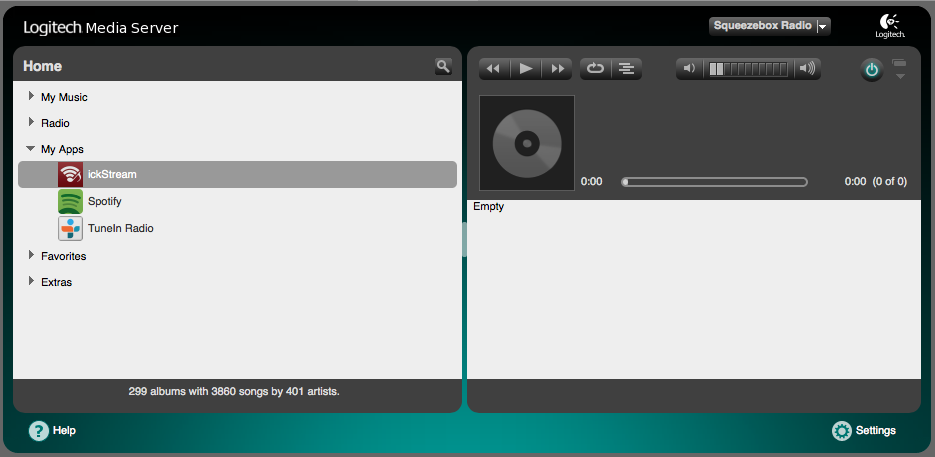 Logitech Media Server
Squeezebox Radio
Logitech
Home
My Music
Radio
My Apps
ickStream
Spotify
TuneIn Radio
Favorites
Extras
299 albums with 3860 songs by 401 artists.
0:00
0:00 (0 of 0)
Empty
? Help
Settings